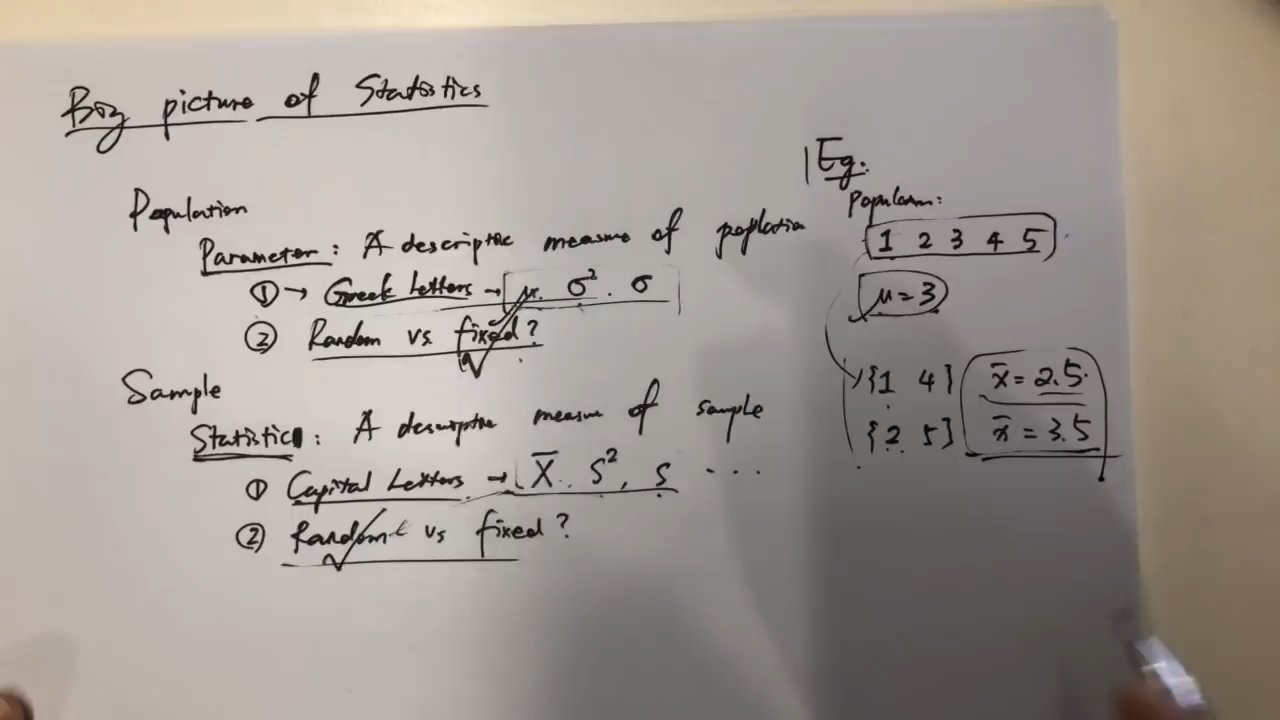 Big picture of Statistics
Population
Parameter: A descriptive measure of poplation
① → Greek Letters → μ. σ². σ
② Random vs fixed?
Sample
Statistic: A descriptive measure of sample
① Capital Letters → X̄. S², S ...
② Random vs fixed?
Eg.
Population:
1 2 3 4 5
μ = 3
{1 4} x̄ = 2.5
{2 5} x̄ = 3.5